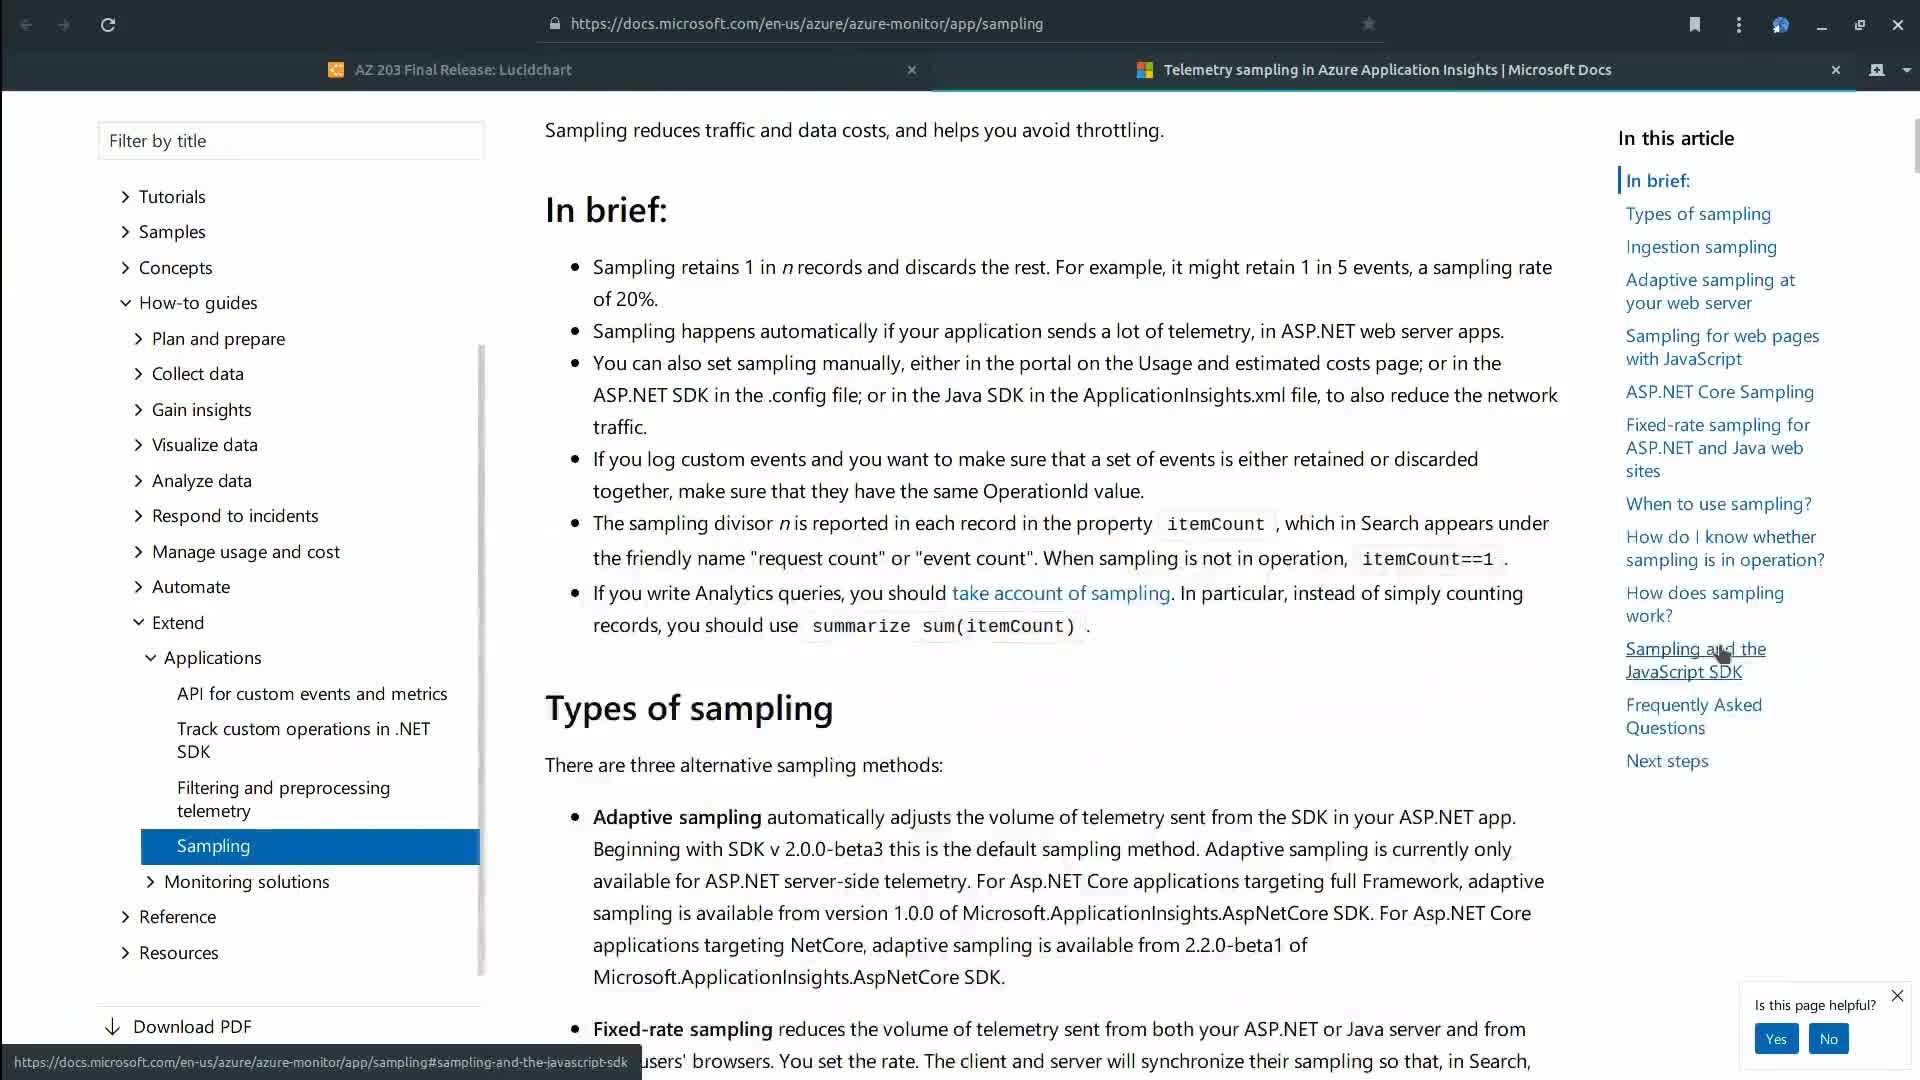 https://docs.microsoft.com/en-us/azure/azure-monitor/app/sampling
AZ 203 Final Release: Lucidchart
Telemetry sampling in Azure Application Insights | Microsoft Docs
Filter by title
Tutorials
Samples
Concepts
How-to guides
Plan and prepare
Collect data
Gain insights
Visualize data
Analyze data
Respond to incidents
Manage usage and cost
Automate
Extend
Applications
API for custom events and metrics
Track custom operations in .NET
SDK
Filtering and preprocessing
telemetry
Sampling
Monitoring solutions
Reference
Resources
Download PDF
Sampling reduces traffic and data costs, and helps you avoid throttling.
In brief:
Sampling retains 1 in n records and discards the rest. For example, it might retain 1 in 5 events, a sampling rate
of 20%.
Sampling happens automatically if your application sends a lot of telemetry, in ASP.NET web server apps.
You can also set sampling manually, either in the portal on the Usage and estimated costs page; or in the
ASP.NET SDK in the .config file; or in the Java SDK in the ApplicationInsights.xml file, to also reduce the network
traffic.
If you log custom events and you want to make sure that a set of events is either retained or discarded
together, make sure that they have the same OperationId value.
The sampling divisor n is reported in each record in the property itemCount , which in Search appears under
the friendly name "request count" or "event count". When sampling is not in operation, itemCount==1 .
If you write Analytics queries, you should take account of sampling. In particular, instead of simply counting
records, you should use summarize sum(itemCount) .
Types of sampling
There are three alternative sampling methods:
Adaptive sampling automatically adjusts the volume of telemetry sent from the SDK in your ASP.NET app.
Beginning with SDK v 2.0.0-beta3 this is the default sampling method. Adaptive sampling is currently only
available for ASP.NET server-side telemetry. For Asp.NET Core applications targeting full Framework, adaptive
sampling is available from version 1.0.0 of Microsoft.ApplicationInsights.AspNetCore SDK. For Asp.NET Core
applications targeting NetCore, adaptive sampling is available from 2.2.0-beta1 of
Microsoft.ApplicationInsights.AspNetCore SDK.
Fixed-rate sampling reduces the volume of telemetry sent from both your ASP.NET or Java server and from
users' browsers. You set the rate. The client and server will synchronize their sampling so that, in Search,
In this article
In brief:
Types of sampling
Ingestion sampling
Adaptive sampling at
your web server
Sampling for web pages
with JavaScript
ASP.NET Core Sampling
Fixed-rate sampling for
ASP.NET and Java web
sites
When to use sampling?
How do I know whether
sampling is in operation?
How does sampling
work?
Sampling and the
JavaScript SDK
Frequently Asked
Questions
Next steps
Is this page helpful?
Yes
No
https://docs.microsoft.com/en-us/azure/azure-monitor/app/sampling#sampling-and-the-javascript-sdk